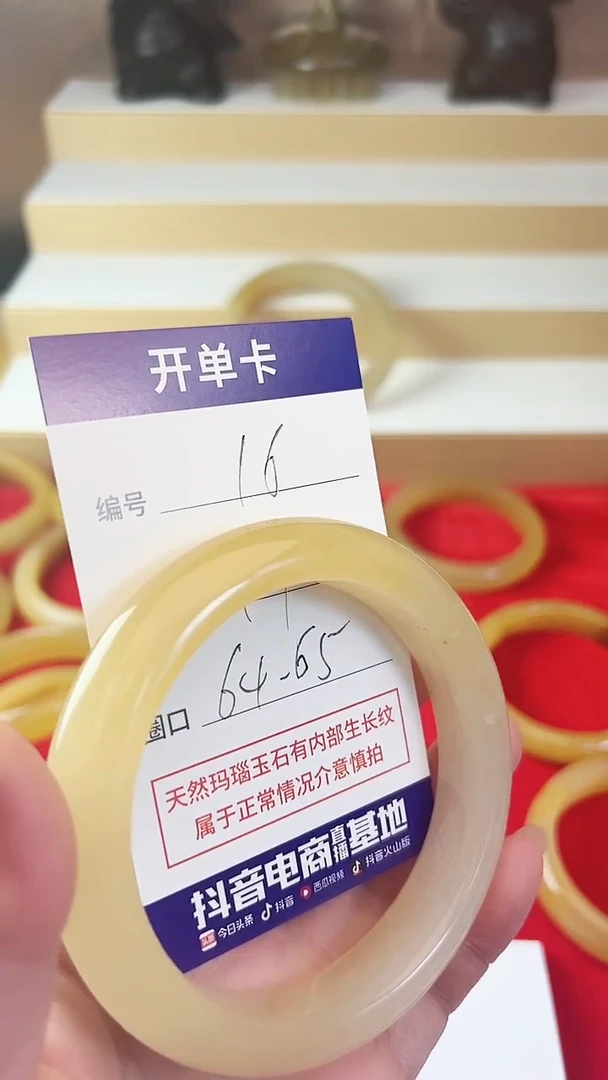 开单卡
编号 16
圈口 64-65
天然玛瑙玉石有内部生长纹
属于正常情况介意慎拍
抖音电商直播基地
今日头条 抖音 西瓜视频 抖音火山版